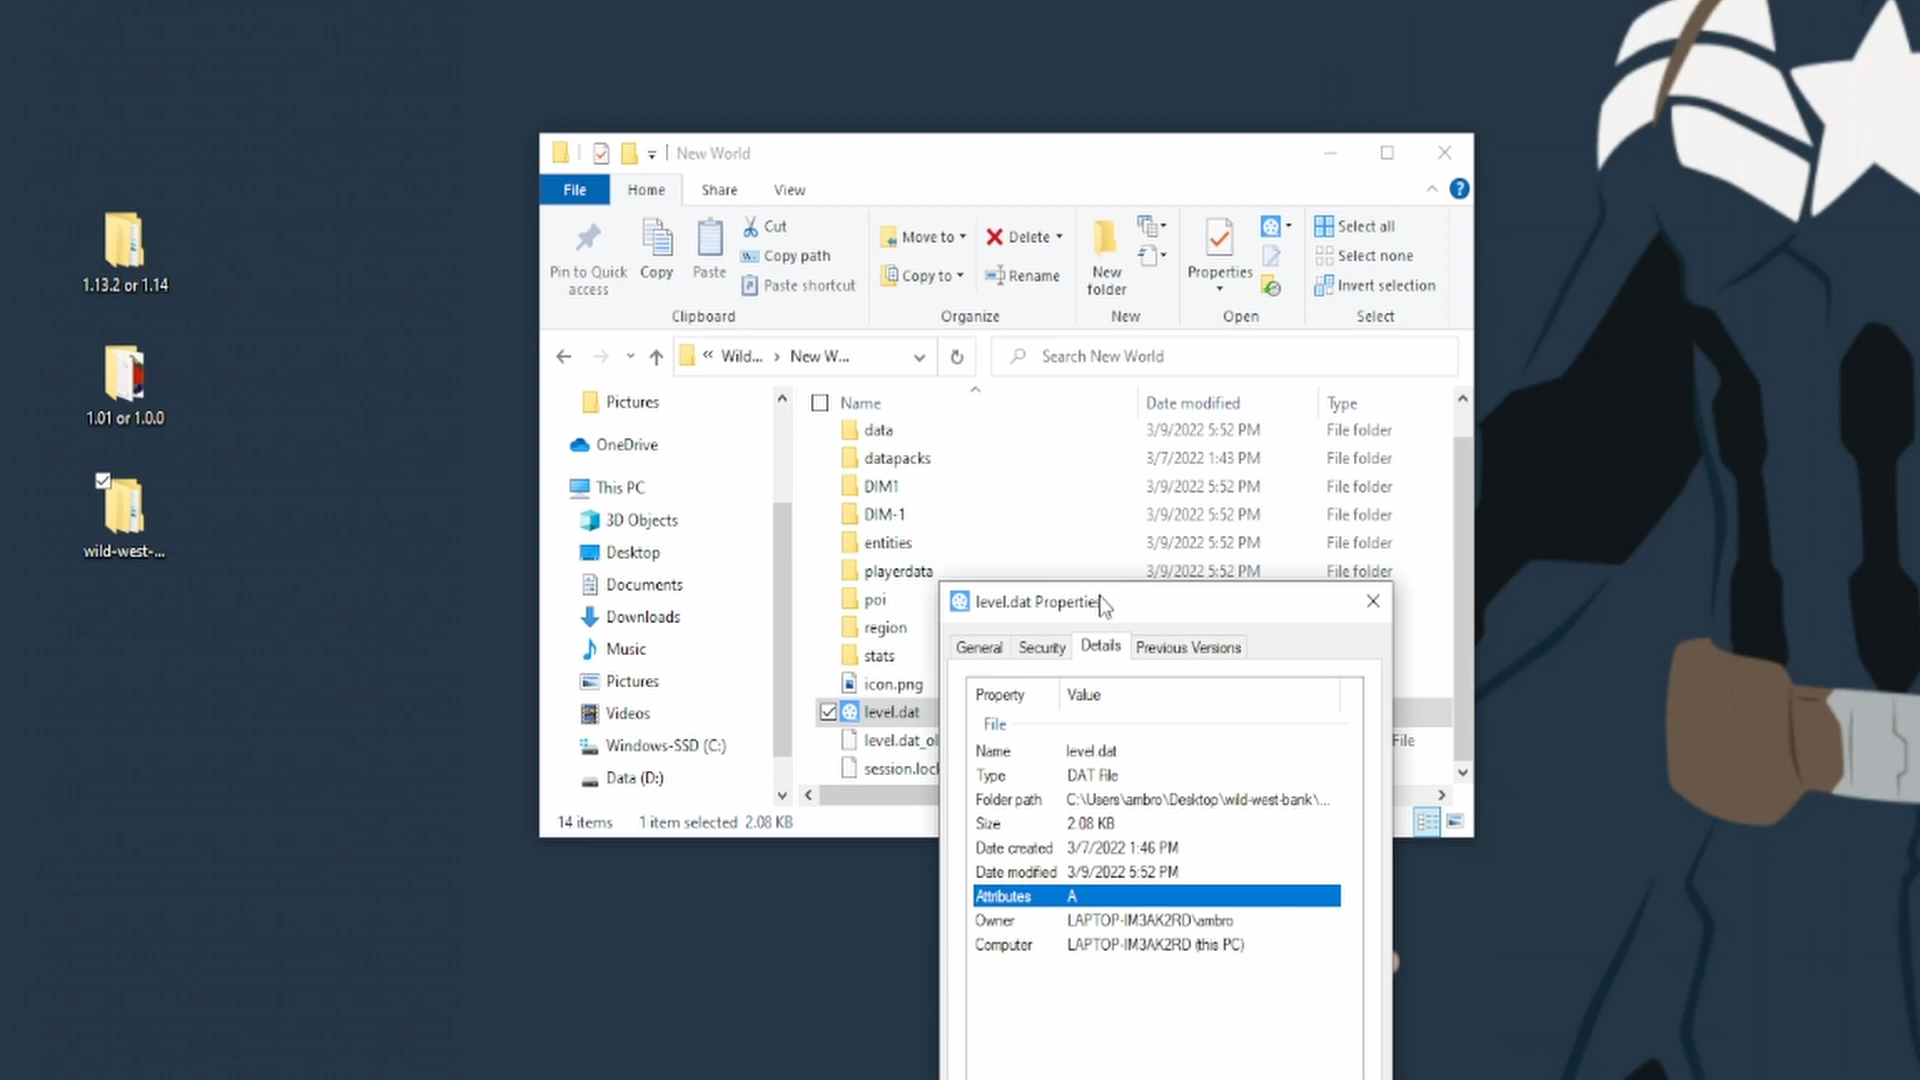 1.13.2 or 1.14
1.01 or 1.0.0
wild-west-...
New World
File
Home
Share
View
Pin to Quick access
Copy
Paste
Cut
Copy path
Paste shortcut
Clipboard
Move to
Copy to
Delete
Rename
Organize
New folder
New
Properties
Open
Select all
Select none
Invert selection
Select
« Wild... › New W...
Search New World
Pictures
OneDrive
This PC
3D Objects
Desktop
Documents
Downloads
Music
Pictures
Videos
Windows-SSD (C:)
Data (D:)
Name Date modified Type
data 3/9/2022 5:52 PM File folder
datapacks 3/7/2022 1:43 PM File folder
DIM1 3/9/2022 5:52 PM File folder
DIM-1 3/9/2022 5:52 PM File folder
entities 3/9/2022 5:52 PM File folder
playerdata 3/9/2022 5:52 PM File folder
poi
region
stats
icon.png
level.dat
level.dat_ol File
session.lock
14 items 1 item selected 2.08 KB
level.dat Properties
General Security Details Previous Versions
Property Value
File
Name level.dat
Type DAT File
Folder path C:\Users\ambro\Desktop\wild-west-bank\...
Size 2.08 KB
Date created 3/7/2022 1:46 PM
Date modified 3/9/2022 5:52 PM
Attributes A
Owner LAPTOP-IM3AK2RD\ambro
Computer LAPTOP-IM3AK2RD (this PC)